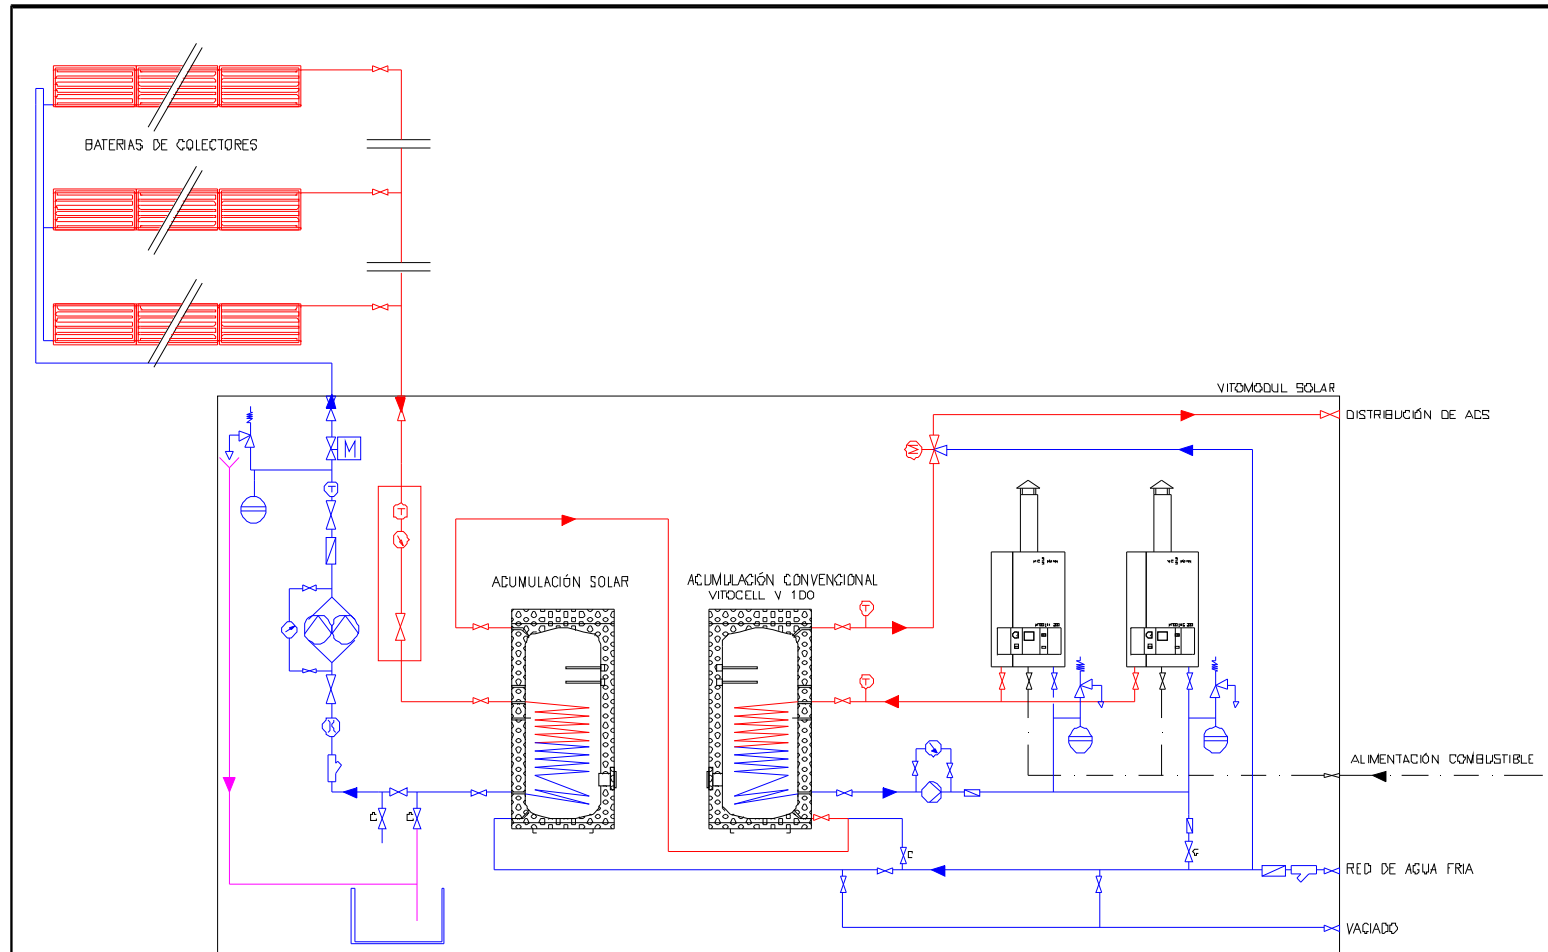 BATERIAS DE COLECTORES
VITOMODUL SOLAR
DISTRIBUCIÓN DE ACS
M
M
T
T
ACUMULACIÓN SOLAR
ACUMULACIÓN CONVENCIONAL
VITOCELL V 100
T
T
ALIMENTACIÓN COMBUSTIBLE
RED DE AGUA FRIA
VACIADO